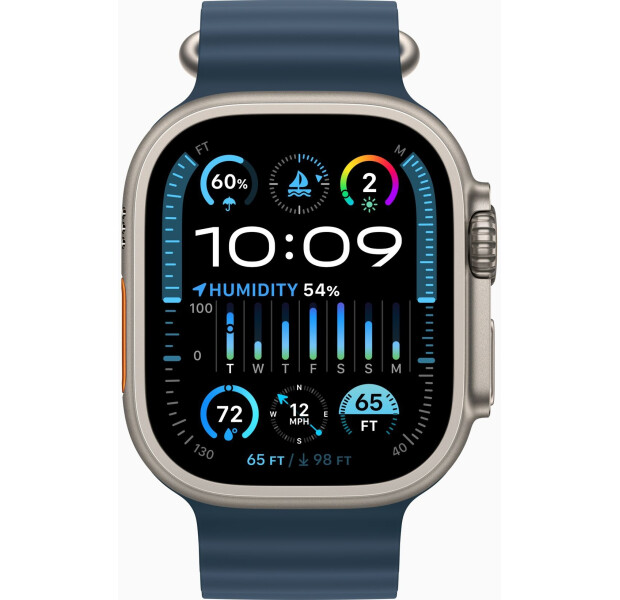 FT
M
60%
2
10:09
HUMIDITY 54%
100
0
T W T F S S M
72
N
W
E
S
12
MPH
65
FT
130
40
65 FT / ↓ 98 FT